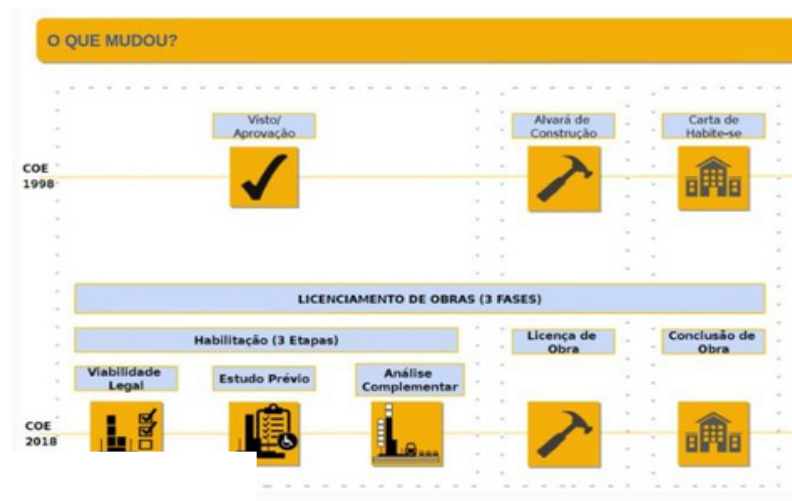 O QUE MUDOU?
Visto/
Aprovação
Alvará de
Construção
Carta de
Habite-se
COE
1998
LICENCIAMENTO DE OBRAS (3 FASES)
Habilitação (3 Etapas)
Licença de
Obra
Conclusão de
Obra
Viabilidade
Legal
Estudo Prévio
Análise
Complementar
COE
2018